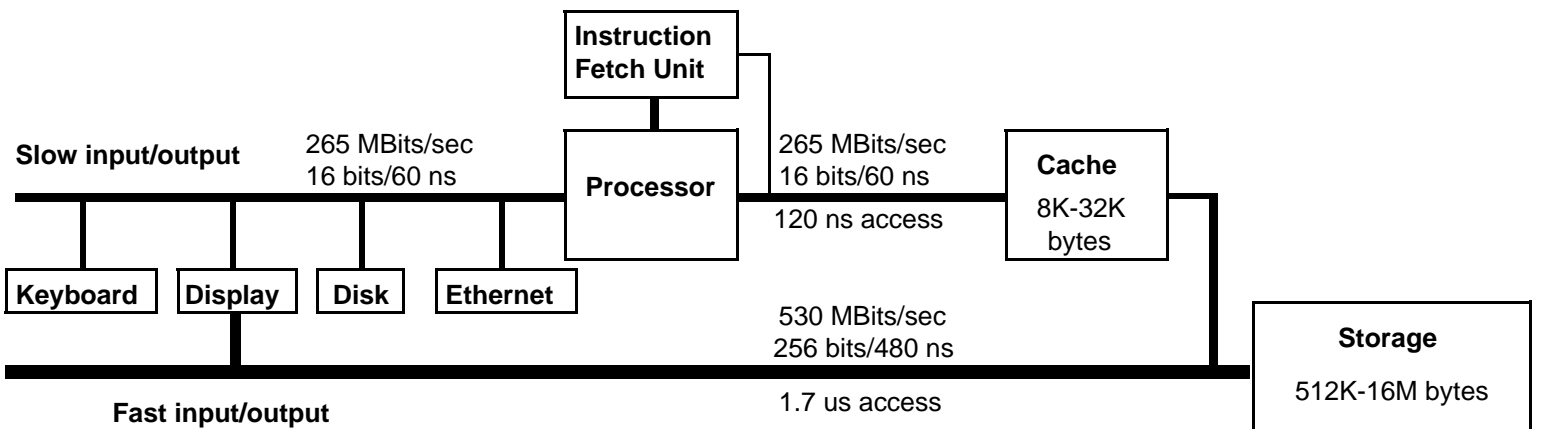 Instruction
Fetch Unit
Slow input/output
265 MBits/sec
16 bits/60 ns
Processor
265 MBits/sec
16 bits/60 ns
120 ns access
Cache
8K-32K
bytes
Keyboard
Display
Disk
Ethernet
530 MBits/sec
256 bits/480 ns
1.7 us access
Fast input/output
Storage
512K-16M bytes